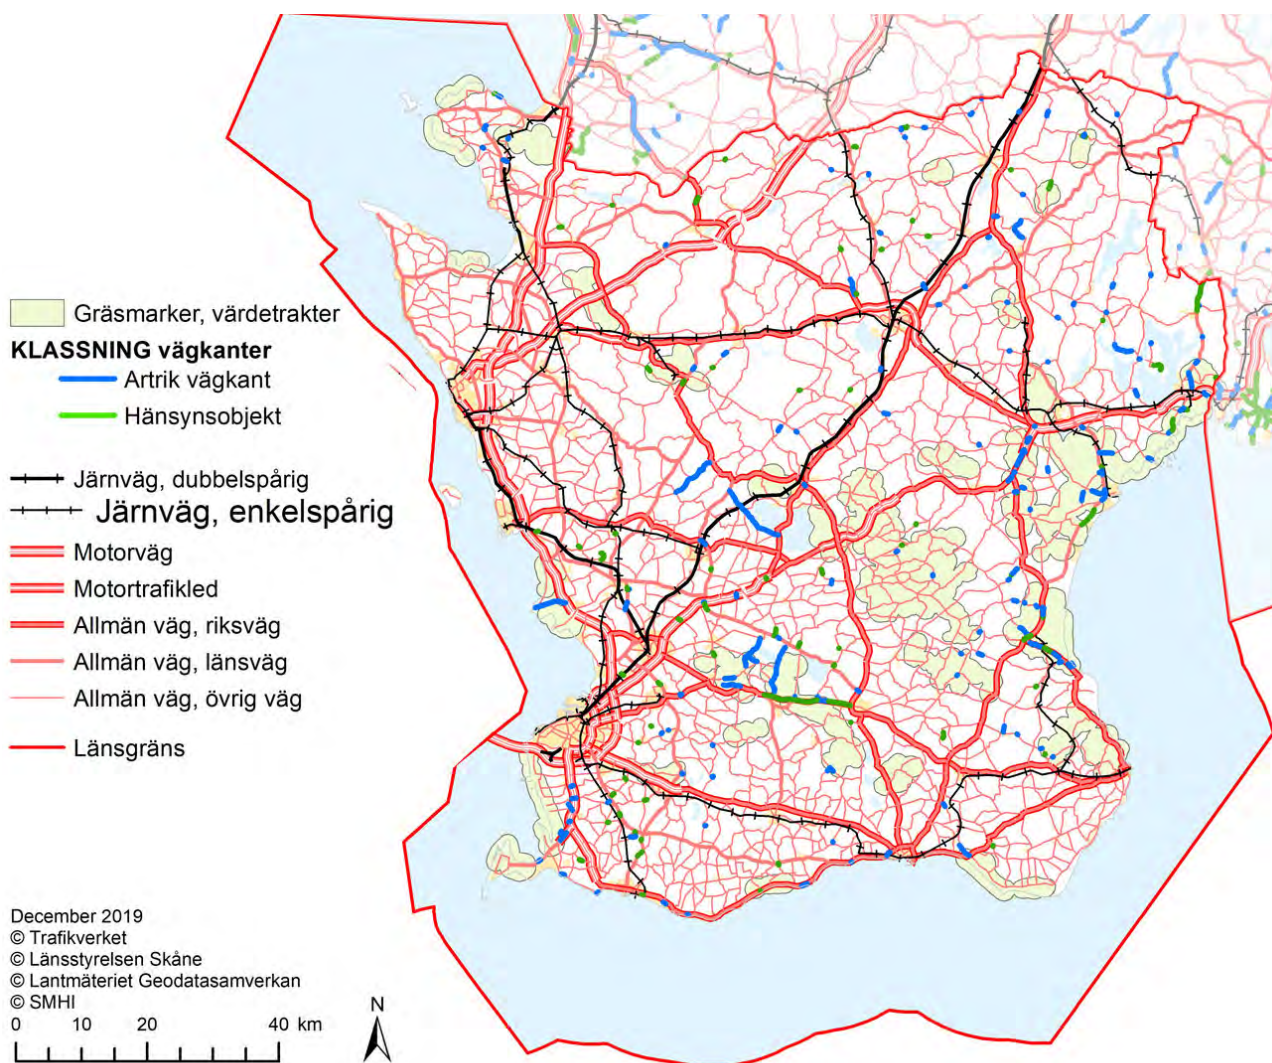 Gräsmarker, värdetrakter
KLASSNING vägkanter
Artrik vägkant
Hänsynsobjekt
Järnväg, dubbelspårig
Järnväg, enkelspårig
Motorväg
Motortrafikled
Allmän väg, riksväg
Allmän väg, länsväg
Allmän väg, övrig väg
Länsgräns
December 2019
© Trafikverket
© Länsstyrelsen Skåne
© Lantmäteriet Geodatasamverkan
© SMHI
0 10 20 40 km
N